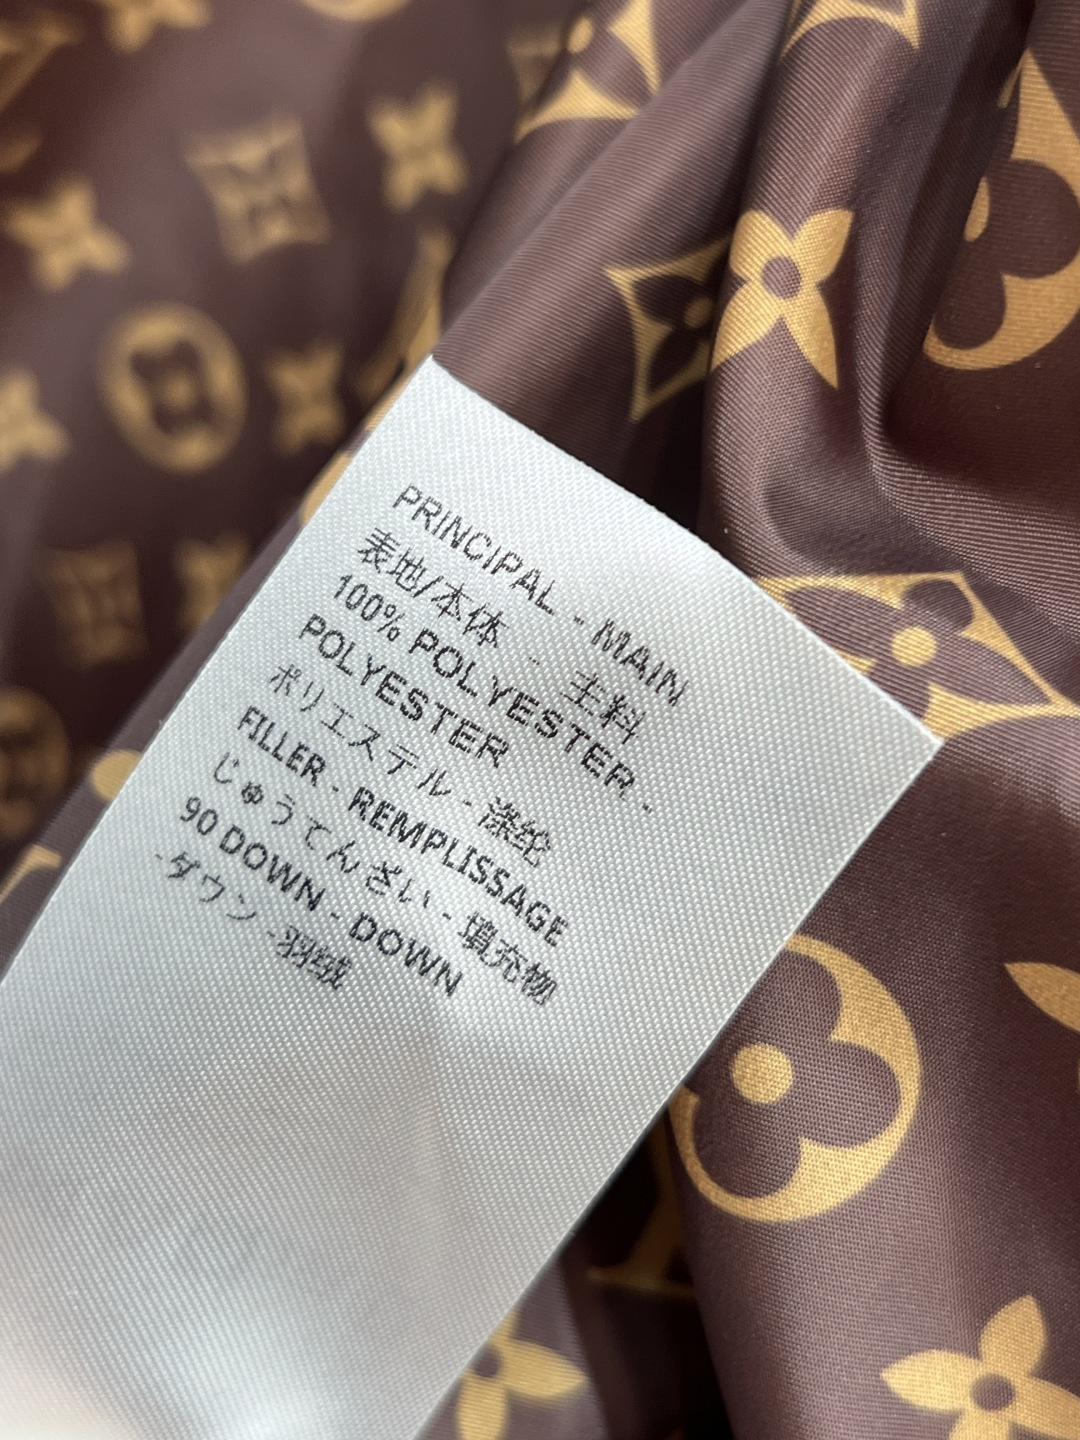 PRINCIPAL - MAIN
表地/本体 - 主料
100% POLYESTER -
POLYESTER
ポリエステル - 涤纶
FILLER - REMPLISSAGE
じゅうてんざい - 填充物
90 DOWN - DOWN
- ダウン - 羽绒